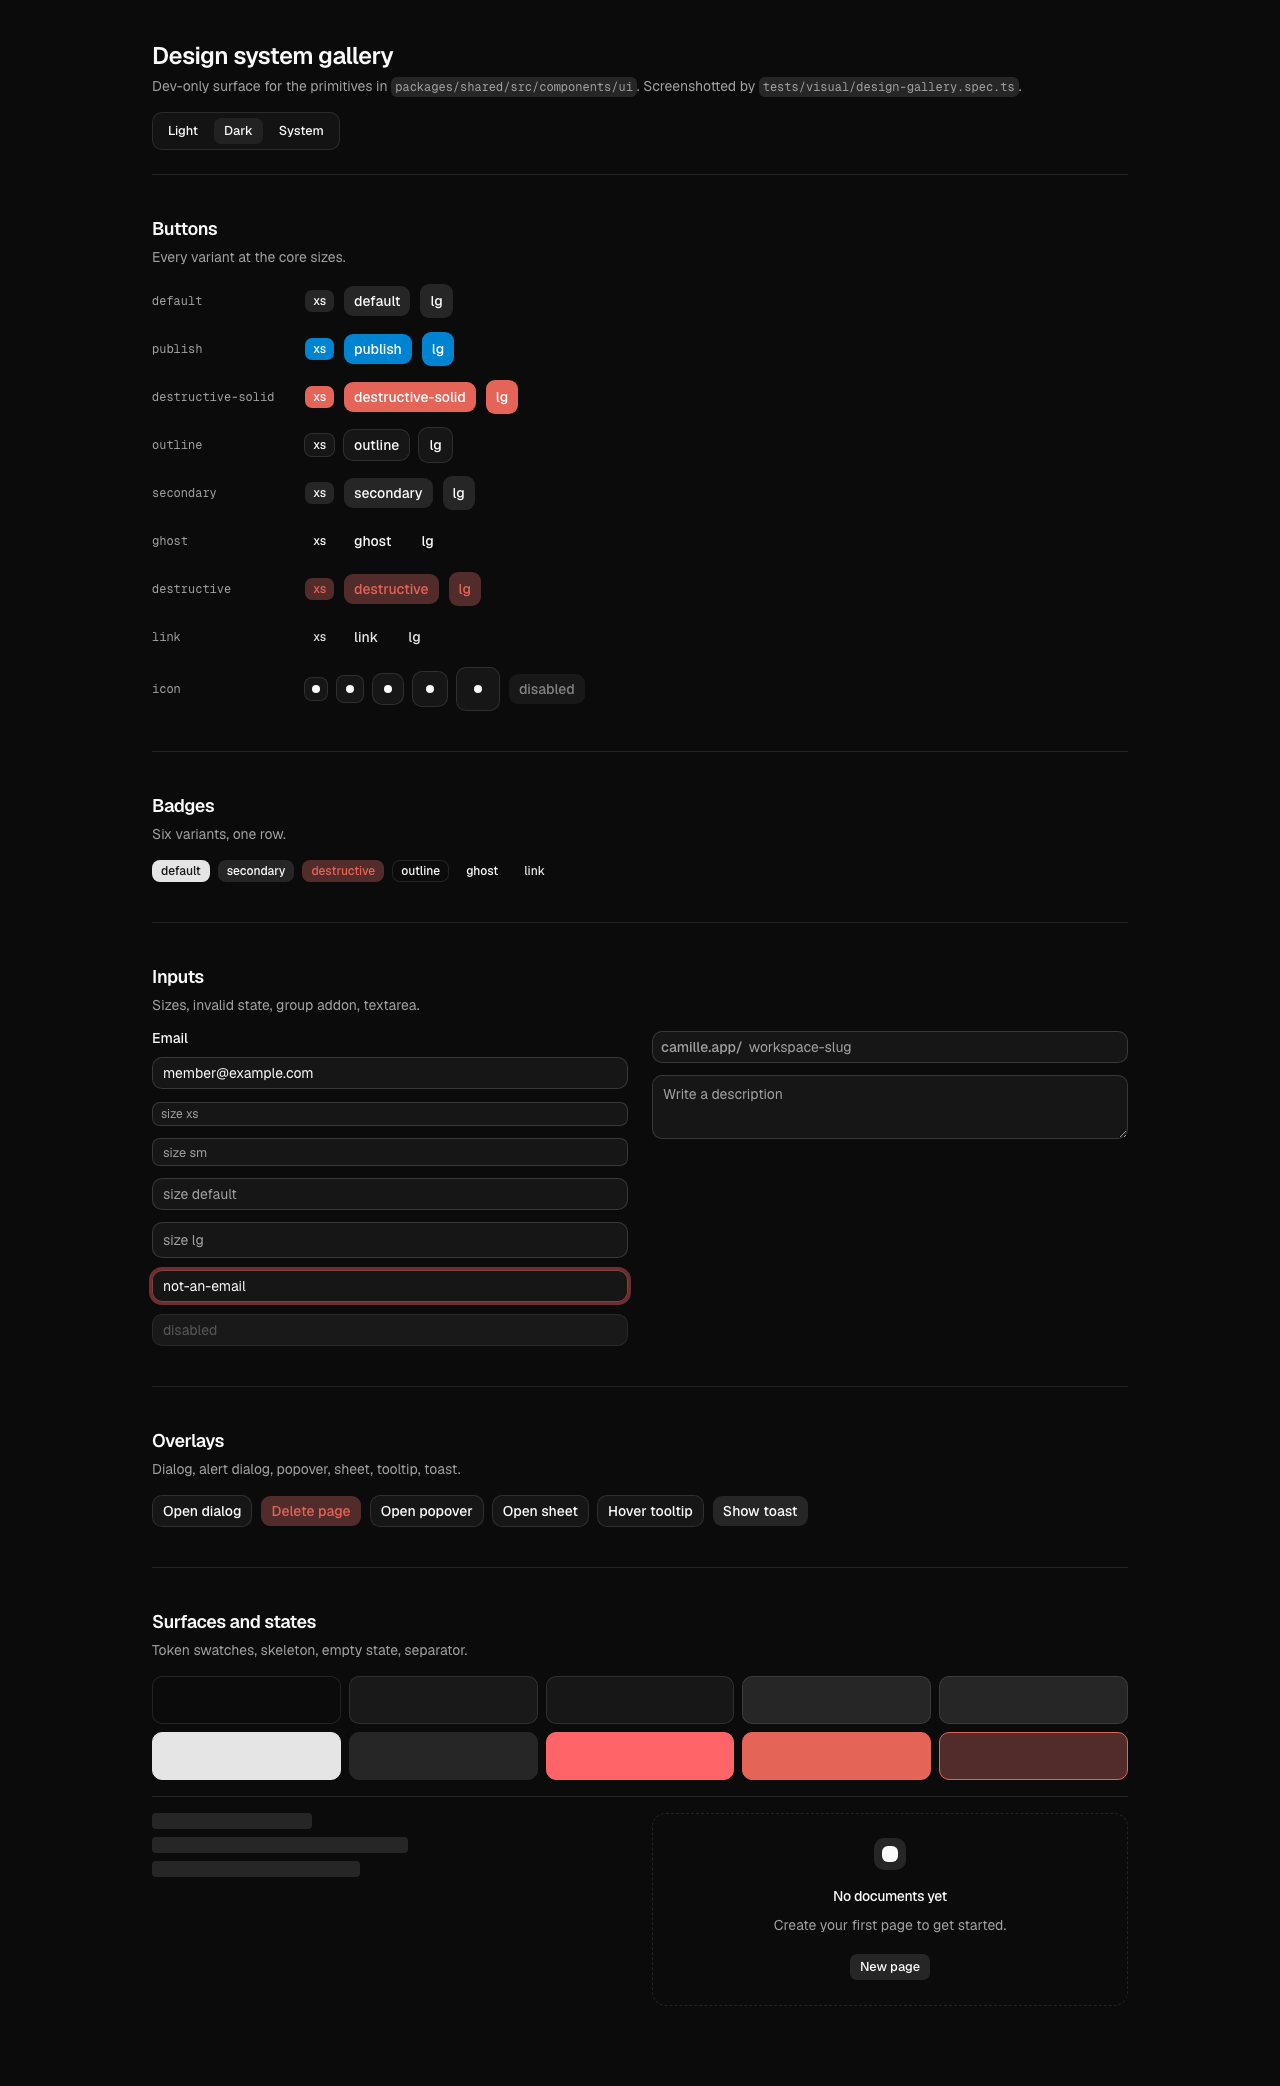 Design system gallery
Dev-only surface for the primitives in packages/shared/src/components/ui. Screenshotted by tests/visual/design-gallery.spec.ts.
Light Dark System
Buttons
Every variant at the core sizes.
default xs default lg
publish xs publish lg
destructive-solid xs destructive-solid lg
outline xs outline lg
secondary xs secondary lg
ghost xs ghost lg
destructive xs destructive lg
link xs link lg
icon disabled
Badges
Six variants, one row.
default secondary destructive outline ghost link
Inputs
Sizes, invalid state, group addon, textarea.
Email
member@example.com
size xs
size sm
size default
size lg
not-an-email
disabled
camille.app/ workspace-slug
Write a description
Overlays
Dialog, alert dialog, popover, sheet, tooltip, toast.
Open dialog Delete page Open popover Open sheet Hover tooltip Show toast
Surfaces and states
Token swatches, skeleton, empty state, separator.
No documents yet
Create your first page to get started.
New page